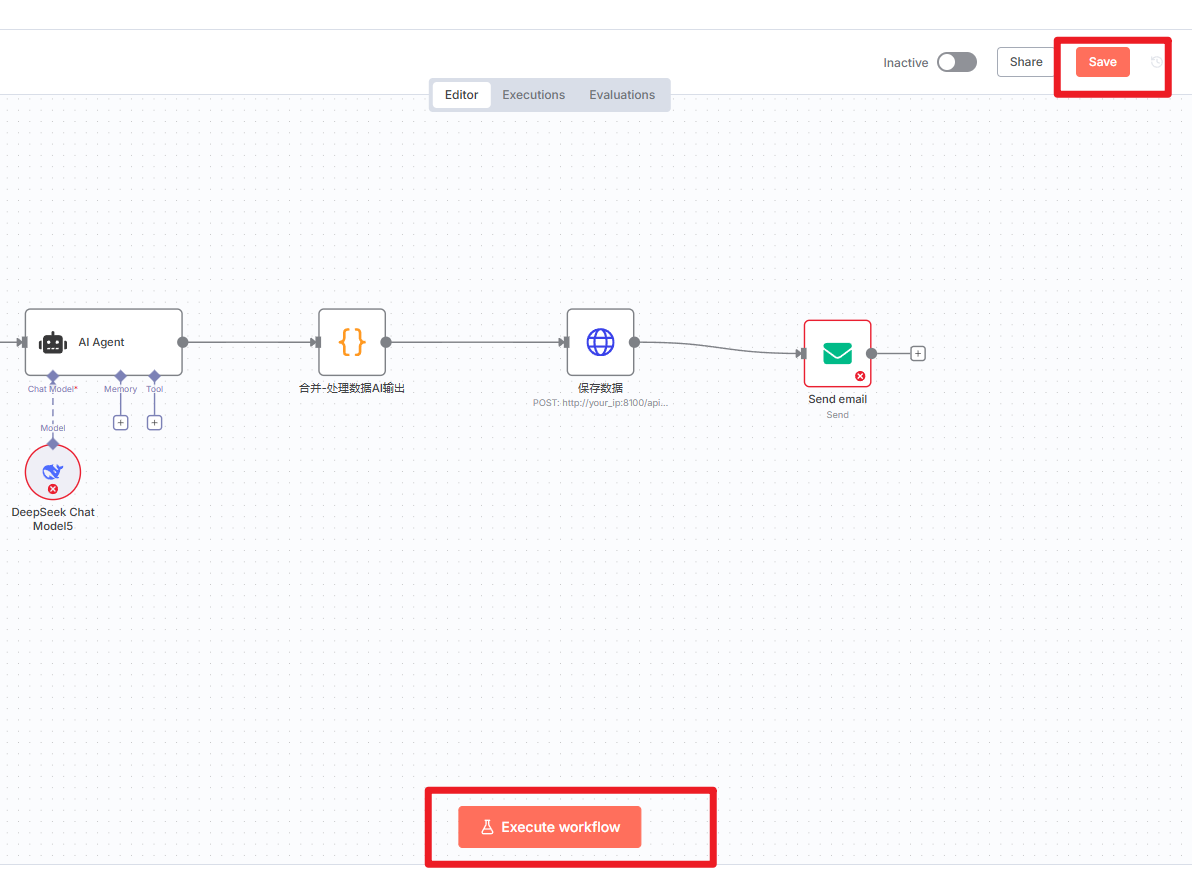 Inactive
Share
Save
Editor
Executions
Evaluations
AI Agent
Chat Model*
Memory
Tool
Model
DeepSeek Chat
Model5
{}
合并-处理数据AI输出
保存数据
POST: http://your_ip:8100/api...
Send email
Send
Execute workflow